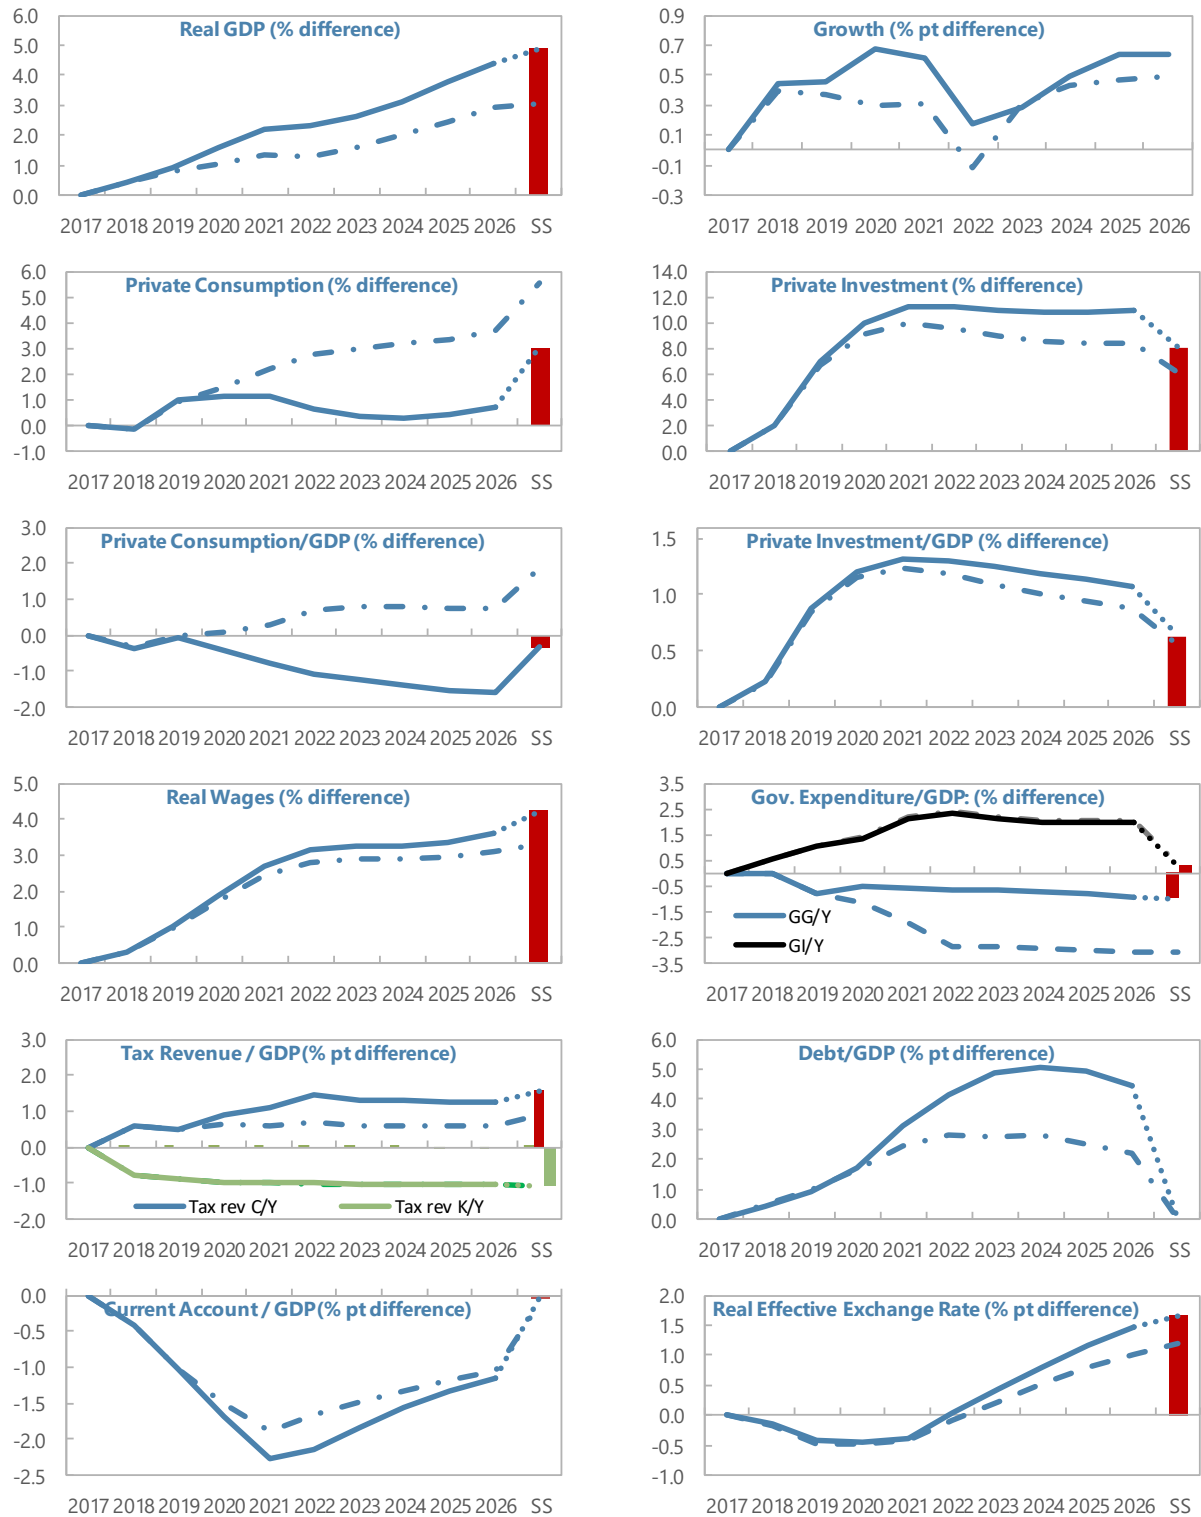 Real GDP (% difference)
6.0
5.0
4.0
3.0
2.0
1.0
0.0
2017 2018 2019 2020 2021 2022 2023 2024 2025 2026 SS
Growth (% pt difference)
0.9
0.7
0.5
0.3
0.1
-0.1
-0.3
2017 2018 2019 2020 2021 2022 2023 2024 2025 2026
Private Consumption (% difference)
6.0
5.0
4.0
3.0
2.0
1.0
0.0
-1.0
2017 2018 2019 2020 2021 2022 2023 2024 2025 2026 SS
Private Investment (% difference)
14.0
12.0
10.0
8.0
6.0
4.0
2.0
0.0
2017 2018 2019 2020 2021 2022 2023 2024 2025 2026 SS
Private Consumption/GDP (% difference)
3.0
2.0
1.0
0.0
-1.0
-2.0
2017 2018 2019 2020 2021 2022 2023 2024 2025 2026 SS
Private Investment/GDP (% difference)
1.5
1.0
0.5
0.0
2017 2018 2019 2020 2021 2022 2023 2024 2025 2026 SS
Real Wages (% difference)
5.0
4.0
3.0
2.0
1.0
0.0
2017 2018 2019 2020 2021 2022 2023 2024 2025 2026 SS
Gov. Expenditure/GDP: (% difference)
3.5
2.5
1.5
0.5
-0.5
-1.5
-2.5
-3.5
GG/Y
GI/Y
2017 2018 2019 2020 2021 2022 2023 2024 2025 2026 SS
Tax Revenue / GDP(% pt difference)
3.0
2.0
1.0
0.0
-1.0
-2.0
Tax rev C/Y
Tax rev K/Y
2017 2018 2019 2020 2021 2022 2023 2024 2025 2026 SS
Debt/GDP (% pt difference)
6.0
5.0
4.0
3.0
2.0
1.0
0.0
2017 2018 2019 2020 2021 2022 2023 2024 2025 2026 SS
Current Account / GDP(% pt difference)
0.0
-0.5
-1.0
-1.5
-2.0
-2.5
2017 2018 2019 2020 2021 2022 2023 2024 2025 2026 SS
Real Effective Exchange Rate (% pt difference)
2.0
1.5
1.0
0.5
0.0
-0.5
-1.0
2017 2018 2019 2020 2021 2022 2023 2024 2025 2026 SS